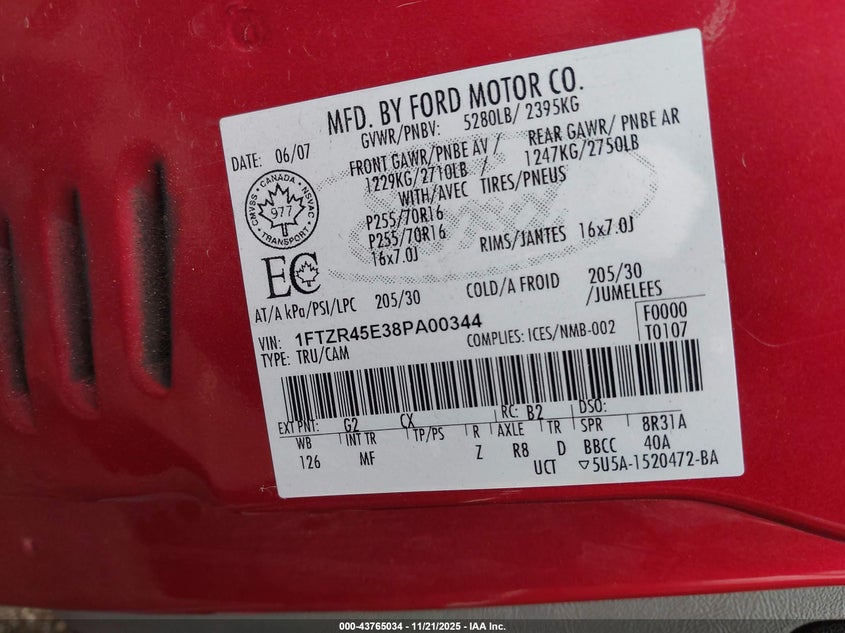 MFD. BY FORD MOTOR CO.
DATE: 06/07 GVWR/PNBV: 5280LB/ 2395KG
FRONT GAWR/PNBE AV / REAR GAWR/ PNBE AR
1229KG/2710LB / 1247KG/2750LB
WITH/AVEC TIRES/PNEUS
P255/70R16
P255/70R16
16x7.0J RIMS/JANTES 16x7.0J
CANADA
CMVSS NSVAC
977
TRANSPORT
EC
AT/A kPa/PSI/LPC 205/30 COLD/A FROID 205/30
/JUMELEES
VIN: 1FTZR45E38PA00344 F0000
TYPE: TRU/CAM COMPLIES: ICES/NMB-002 T0107
EXT PNT: G2 CX RC: B2 DSO:
WB INT TR TP/PS R AXLE TR SPR 8R31A
126 MF Z R8 D BBCC 40A
UCT ▽5U5A-1520472-BA
000-43765034 - 11/21/2025 - IAA Inc.